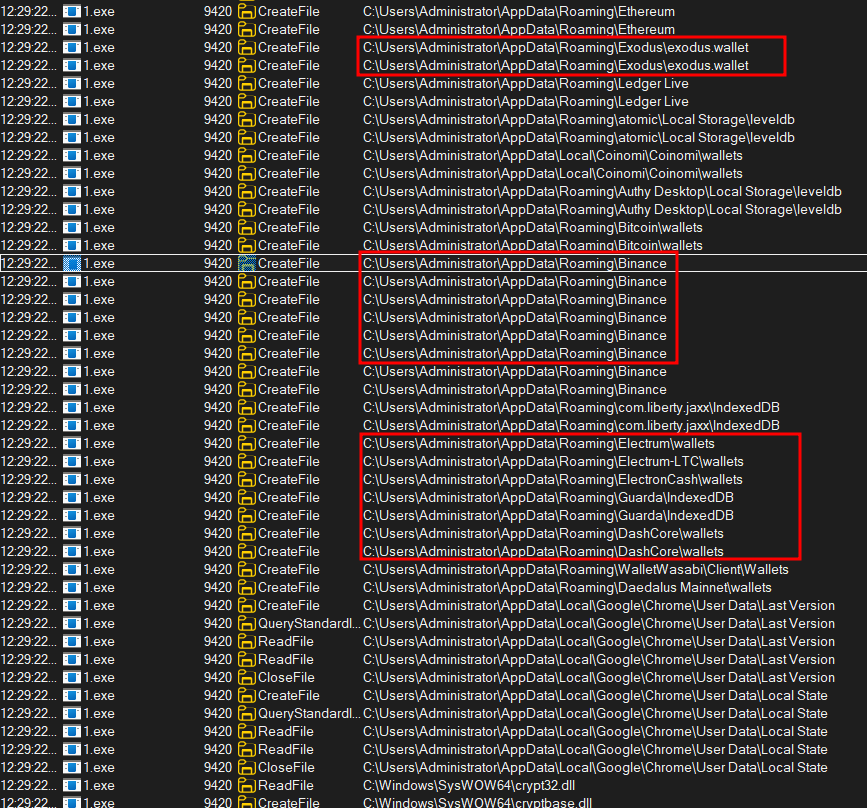 12:29:22... 1.exe 9420 CreateFile C:\Users\Administrator\AppData\Roaming\Ethereum
12:29:22... 1.exe 9420 CreateFile C:\Users\Administrator\AppData\Roaming\Ethereum
12:29:22... 1.exe 9420 CreateFile C:\Users\Administrator\AppData\Roaming\Exodus\exodus.wallet
12:29:22... 1.exe 9420 CreateFile C:\Users\Administrator\AppData\Roaming\Exodus\exodus.wallet
12:29:22... 1.exe 9420 CreateFile C:\Users\Administrator\AppData\Roaming\Ledger Live
12:29:22... 1.exe 9420 CreateFile C:\Users\Administrator\AppData\Roaming\Ledger Live
12:29:22... 1.exe 9420 CreateFile C:\Users\Administrator\AppData\Roaming\atomic\Local Storage\leveldb
12:29:22... 1.exe 9420 CreateFile C:\Users\Administrator\AppData\Roaming\atomic\Local Storage\leveldb
12:29:22... 1.exe 9420 CreateFile C:\Users\Administrator\AppData\Local\Coinomi\Coinomi\wallets
12:29:22... 1.exe 9420 CreateFile C:\Users\Administrator\AppData\Local\Coinomi\Coinomi\wallets
12:29:22... 1.exe 9420 CreateFile C:\Users\Administrator\AppData\Roaming\Authy Desktop\Local Storage\leveldb
12:29:22... 1.exe 9420 CreateFile C:\Users\Administrator\AppData\Roaming\Authy Desktop\Local Storage\leveldb
12:29:22... 1.exe 9420 CreateFile C:\Users\Administrator\AppData\Roaming\Bitcoin\wallets
12:29:22... 1.exe 9420 CreateFile C:\Users\Administrator\AppData\Roaming\Bitcoin\wallets
12:29:22... 1.exe 9420 CreateFile C:\Users\Administrator\AppData\Roaming\Binance
12:29:22... 1.exe 9420 CreateFile C:\Users\Administrator\AppData\Roaming\Binance
12:29:22... 1.exe 9420 CreateFile C:\Users\Administrator\AppData\Roaming\Binance
12:29:22... 1.exe 9420 CreateFile C:\Users\Administrator\AppData\Roaming\Binance
12:29:22... 1.exe 9420 CreateFile C:\Users\Administrator\AppData\Roaming\Binance
12:29:22... 1.exe 9420 CreateFile C:\Users\Administrator\AppData\Roaming\Binance
12:29:22... 1.exe 9420 CreateFile C:\Users\Administrator\AppData\Roaming\Binance
12:29:22... 1.exe 9420 CreateFile C:\Users\Administrator\AppData\Roaming\Binance
12:29:22... 1.exe 9420 CreateFile C:\Users\Administrator\AppData\Roaming\com.liberty.jaxx\IndexedDB
12:29:22... 1.exe 9420 CreateFile C:\Users\Administrator\AppData\Roaming\com.liberty.jaxx\IndexedDB
12:29:22... 1.exe 9420 CreateFile C:\Users\Administrator\AppData\Roaming\Electrum\wallets
12:29:22... 1.exe 9420 CreateFile C:\Users\Administrator\AppData\Roaming\Electrum-LTC\wallets
12:29:22... 1.exe 9420 CreateFile C:\Users\Administrator\AppData\Roaming\ElectronCash\wallets
12:29:22... 1.exe 9420 CreateFile C:\Users\Administrator\AppData\Roaming\Guarda\IndexedDB
12:29:22... 1.exe 9420 CreateFile C:\Users\Administrator\AppData\Roaming\Guarda\IndexedDB
12:29:22... 1.exe 9420 CreateFile C:\Users\Administrator\AppData\Roaming\DashCore\wallets
12:29:22... 1.exe 9420 CreateFile C:\Users\Administrator\AppData\Roaming\DashCore\wallets
12:29:22... 1.exe 9420 CreateFile C:\Users\Administrator\AppData\Roaming\WalletWasabi\Client\Wallets
12:29:22... 1.exe 9420 CreateFile C:\Users\Administrator\AppData\Roaming\Daedalus Mainnet\wallets
12:29:22... 1.exe 9420 CreateFile C:\Users\Administrator\AppData\Local\Google\Chrome\User Data\Last Version
12:29:22... 1.exe 9420 QueryStandardI... C:\Users\Administrator\AppData\Local\Google\Chrome\User Data\Last Version
12:29:22... 1.exe 9420 ReadFile C:\Users\Administrator\AppData\Local\Google\Chrome\User Data\Last Version
12:29:22... 1.exe 9420 ReadFile C:\Users\Administrator\AppData\Local\Google\Chrome\User Data\Last Version
12:29:22... 1.exe 9420 CloseFile C:\Users\Administrator\AppData\Local\Google\Chrome\User Data\Last Version
12:29:22... 1.exe 9420 CreateFile C:\Users\Administrator\AppData\Local\Google\Chrome\User Data\Local State
12:29:22... 1.exe 9420 QueryStandardI... C:\Users\Administrator\AppData\Local\Google\Chrome\User Data\Local State
12:29:22... 1.exe 9420 ReadFile C:\Users\Administrator\AppData\Local\Google\Chrome\User Data\Local State
12:29:22... 1.exe 9420 ReadFile C:\Users\Administrator\AppData\Local\Google\Chrome\User Data\Local State
12:29:22... 1.exe 9420 CloseFile C:\Users\Administrator\AppData\Local\Google\Chrome\User Data\Local State
12:29:22... 1.exe 9420 ReadFile C:\Windows\SysWOW64\crypt32.dll
12:29:22... 1.exe 9420 CreateFile C:\Windows\SysWOW64\cryptbase.dll